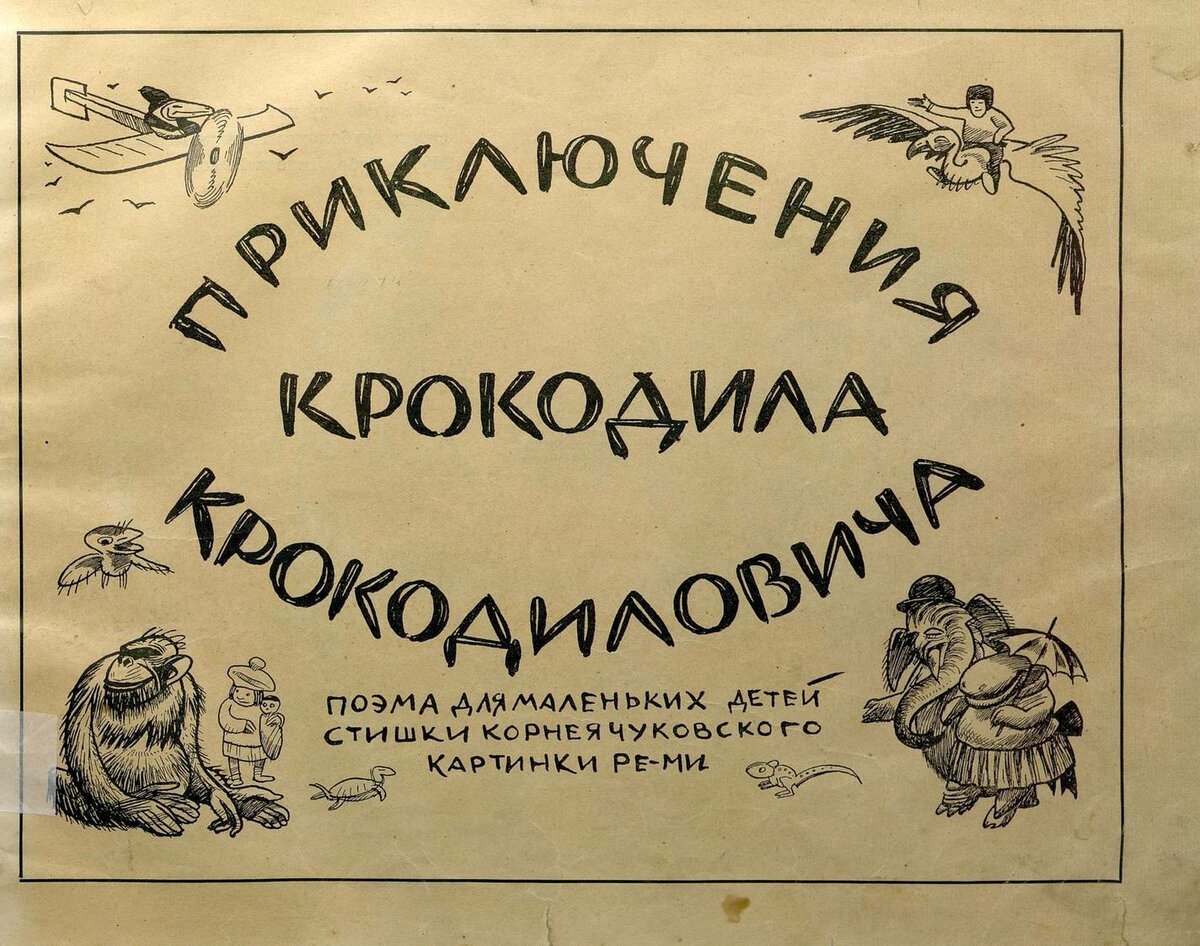 ПРИКЛЮЧЕНИЯ
КРОКОДИЛА
КРОКОДИЛОВИЧА
ПОЭМА ДЛЯ МАЛЕНЬКИХ ДЕТЕЙ
СТИШКИ КОРНЕЯ ЧУКОВСКОГО
КАРТИНКИ РЕ-МИ